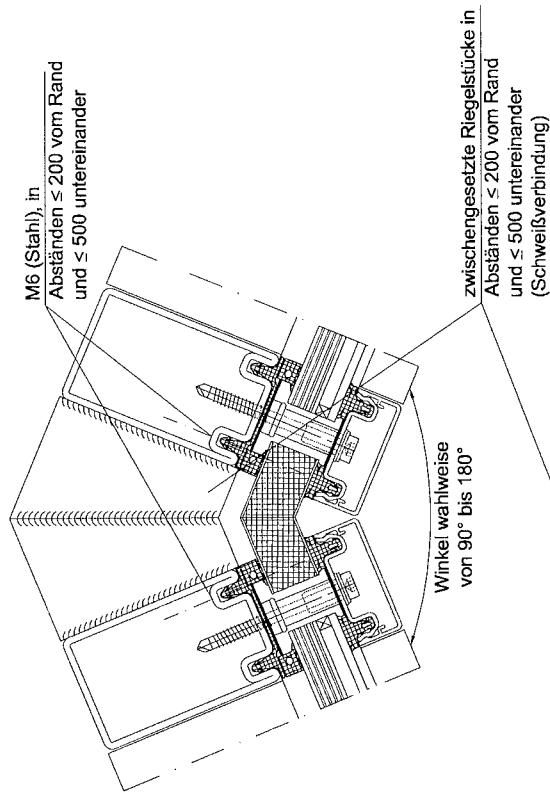 M6 (Stahl), in
Abständen ≤ 200 vom Rand
und ≤ 500 untereinander
zwischengesetzte Riegelstücke in
Abständen ≤ 200 vom Rand
und ≤ 500 untereinander
(Schweißverbindung)
Winkel wahlweise
von 90° bis 180°